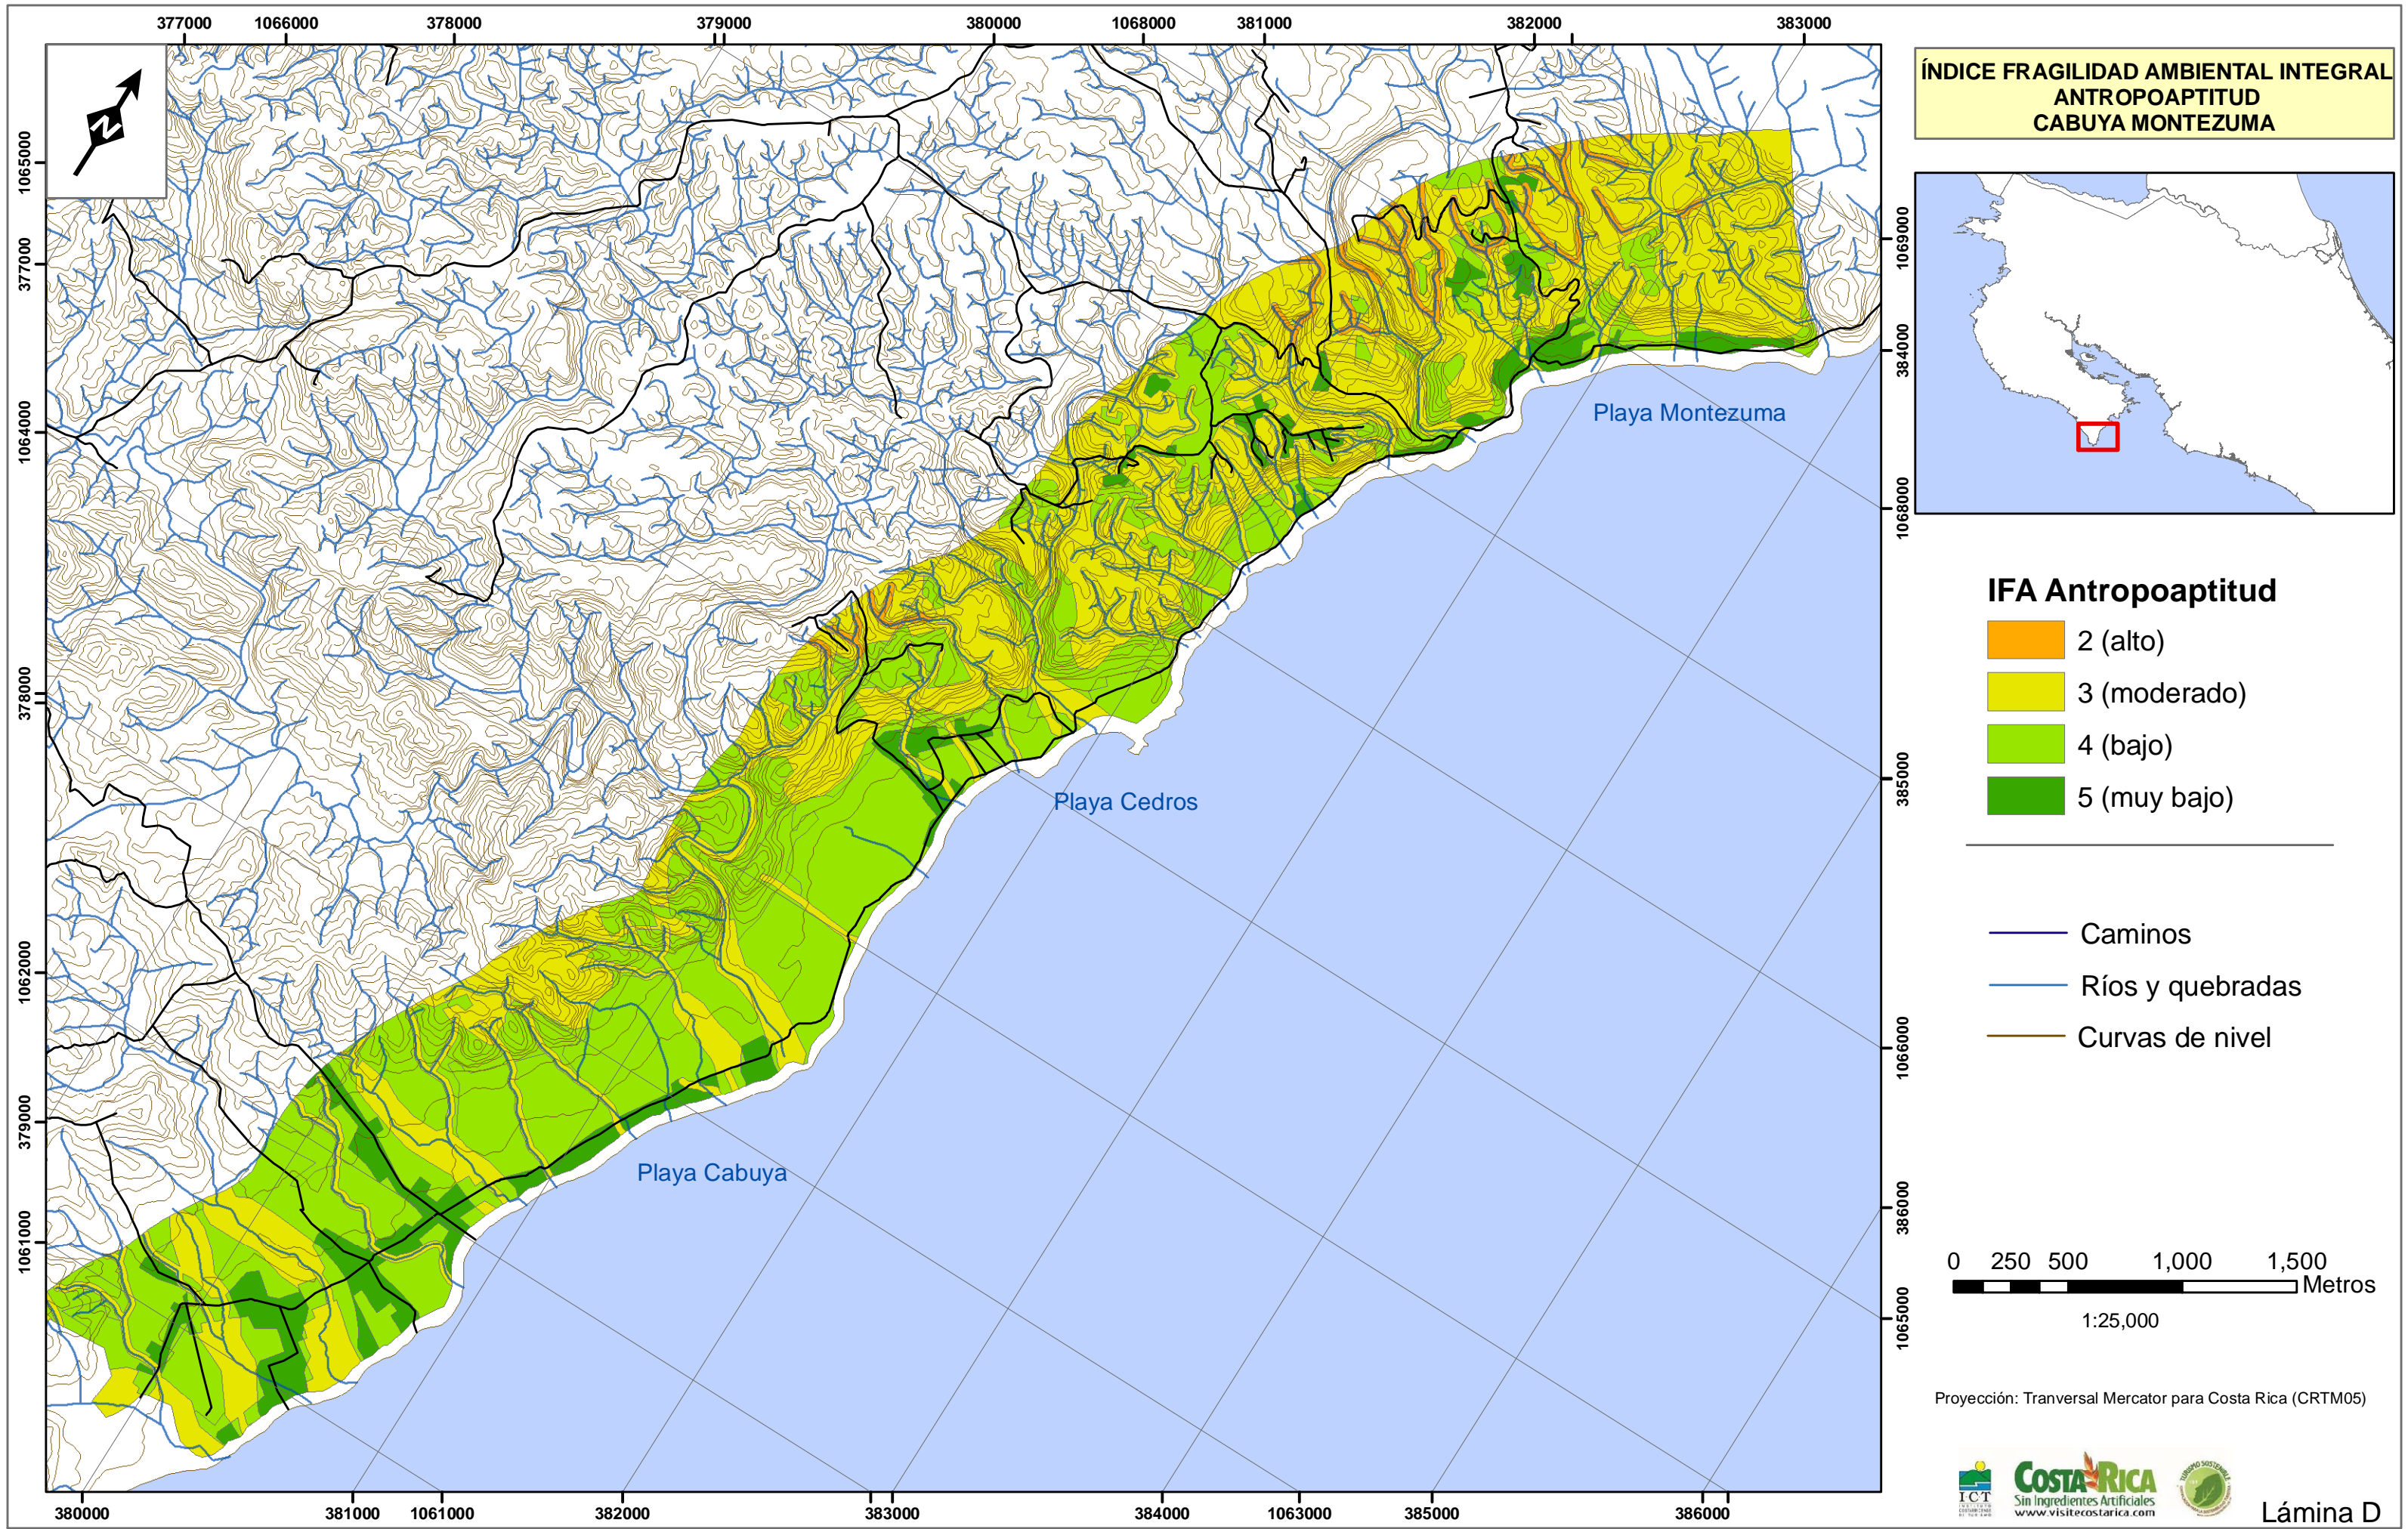 377000 1066000 378000 379000 380000 1068000 381000 382000 383000
N
1065000
377000
1064000
378000
1062000
379000
1061000
1069000
384000
1068000
385000
1066000
386000
1065000
Playa Montezuma
Playa Cedros
Playa Cabuya
380000 381000 1061000 382000 383000 384000 1063000 385000 386000
ÍNDICE FRAGILIDAD AMBIENTAL INTEGRAL
ANTROPOAPTITUD
CABUYA MONTEZUMA
IFA Antropoaptitud
2 (alto)
3 (moderado)
4 (bajo)
5 (muy bajo)
Caminos
Ríos y quebradas
Curvas de nivel
0 250 500 1,000 1,500
Metros
1:25,000
Proyección: Tranversal Mercator para Costa Rica (CRTM05)
ICT
COSTA RICA
Sin Ingredientes Artificiales
www.visitecostarica.com
TURISMO SOSTENIBLE
Lámina D